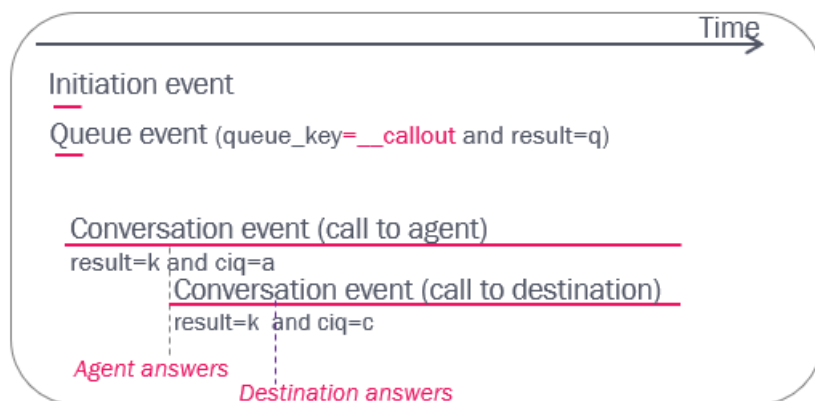 Time
Initiation event
Queue event (queue_key=__callout and result=q)
Conversation event (call to agent)
result=k and ciq=a
Conversation event (call to destination)
result=k and ciq=c
Agent answers
Destination answers